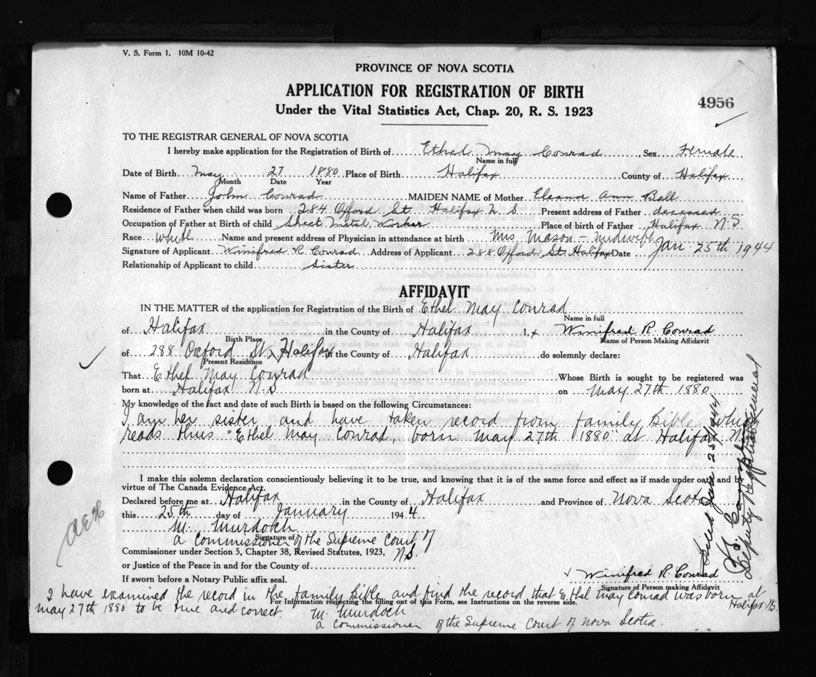 V. S. Form 1. 10M 10-42
PROVINCE OF NOVA SCOTIA
APPLICATION FOR REGISTRATION OF BIRTH
4956
Under the Vital Statistics Act, Chap. 20, R. S. 1923
TO THE REGISTRAR GENERAL OF NOVA SCOTIA
I hereby make application for the Registration of Birth of Ethel May Conrad, Sex Female
Name in full
Date of Birth May 27 1880 Place of Birth Halifax County of Halifax
Month Date Year
Name of Father John Conrad MAIDEN NAME of Mother Ann Ball
Residence of Father when child was born 284 Oxford St. Halifax N S Present address of Father deceased
Occupation of Father at Birth of child Sheet Metal Worker Place of birth of Father Halifax N.S
Race white Name and present address of Physician in attendance at birth Mrs. Mason - midwife
Signature of Applicant Winifred R Conrad Address of Applicant 288 Oxford St Halifax Date Jan 25th 1944
Relationship of Applicant to child Sister
AFFIDAVIT
IN THE MATTER of the application for Registration of the Birth of Ethel May Conrad
Name in full
of Halifax in the County of Halifax I, x Winifred R. Conrad
Birth Place Name of Person Making Affidavit
of 288 Oxford St, Halifax in the County of Halifax do solemnly declare:
Present Residence
That Ethel May Conrad Whose Birth is sought to be registered was
born at Halifax N S on May 27th 1880
My knowledge of the fact and date of such Birth is based on the following Circumstances:
I am her sister and have taken record from family Bible which
reads thus "Ethel May Conrad, born May 27th 1880" at Halifax N.S.
I make this solemn declaration conscientiously believing it to be true, and knowing that it is of the same force and effect as if made under oath and by
virtue of The Canada Evidence Act.
Declared before me at Halifax in the County of Halifax and Province of Nova Scotia
this 25th day of January 1944.
M. Murdoch
Signature of
a Commissioner of the Supreme Court of
Commissioner under Section 5, Chapter 38, Revised Statutes, 1923, N.S.
or Justice of the Peace in and for the County of
x Winifred R. Conrad
If sworn before a Notary Public affix seal.
Signature of Person making Affidavit
For Information respecting the filling out of this Form, see Instructions on the reverse side.
I have examined the record in the family Bible and find the record that Ethel May Conrad was born at Halifax N.S.
May 27th 1880 to be true and correct. M Murdoch
a Commissioner of the Supreme Court of Nova Scotia.
Jan 25/1944
Deputy Registrar General